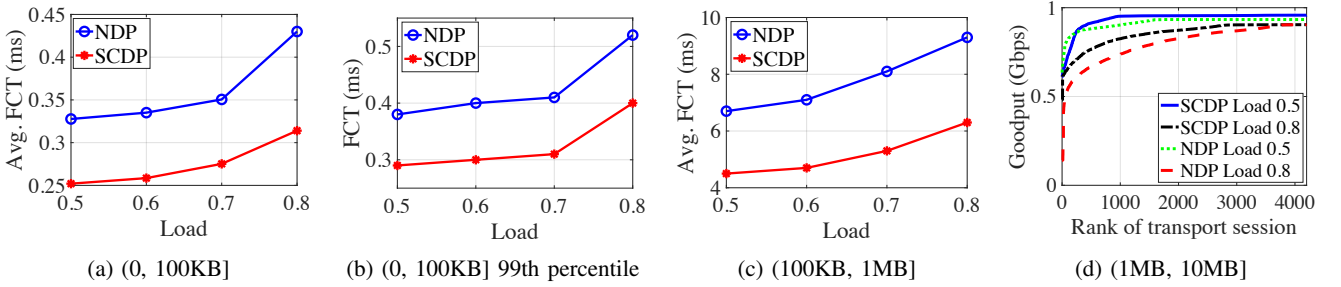 0.45
0.4
0.35
0.3
0.25
Avg. FCT (ms)
NDP
SCDP
0.5 0.6 0.7 0.8
Load
(a) (0, 100KB]
0.5
0.4
0.3
FCT (ms)
NDP
SCDP
0.5 0.6 0.7 0.8
Load
(b) (0, 100KB] 99th percentile
10
8
6
4
Avg. FCT (ms)
NDP
SCDP
0.5 0.6 0.7 0.8
Load
(c) (100KB, 1MB]
1
0.5
0
Goodput (Gbps)
SCDP Load 0.5
SCDP Load 0.8
NDP Load 0.5
NDP Load 0.8
0 1000 2000 3000 4000
Rank of transport session
(d) (1MB, 10MB]